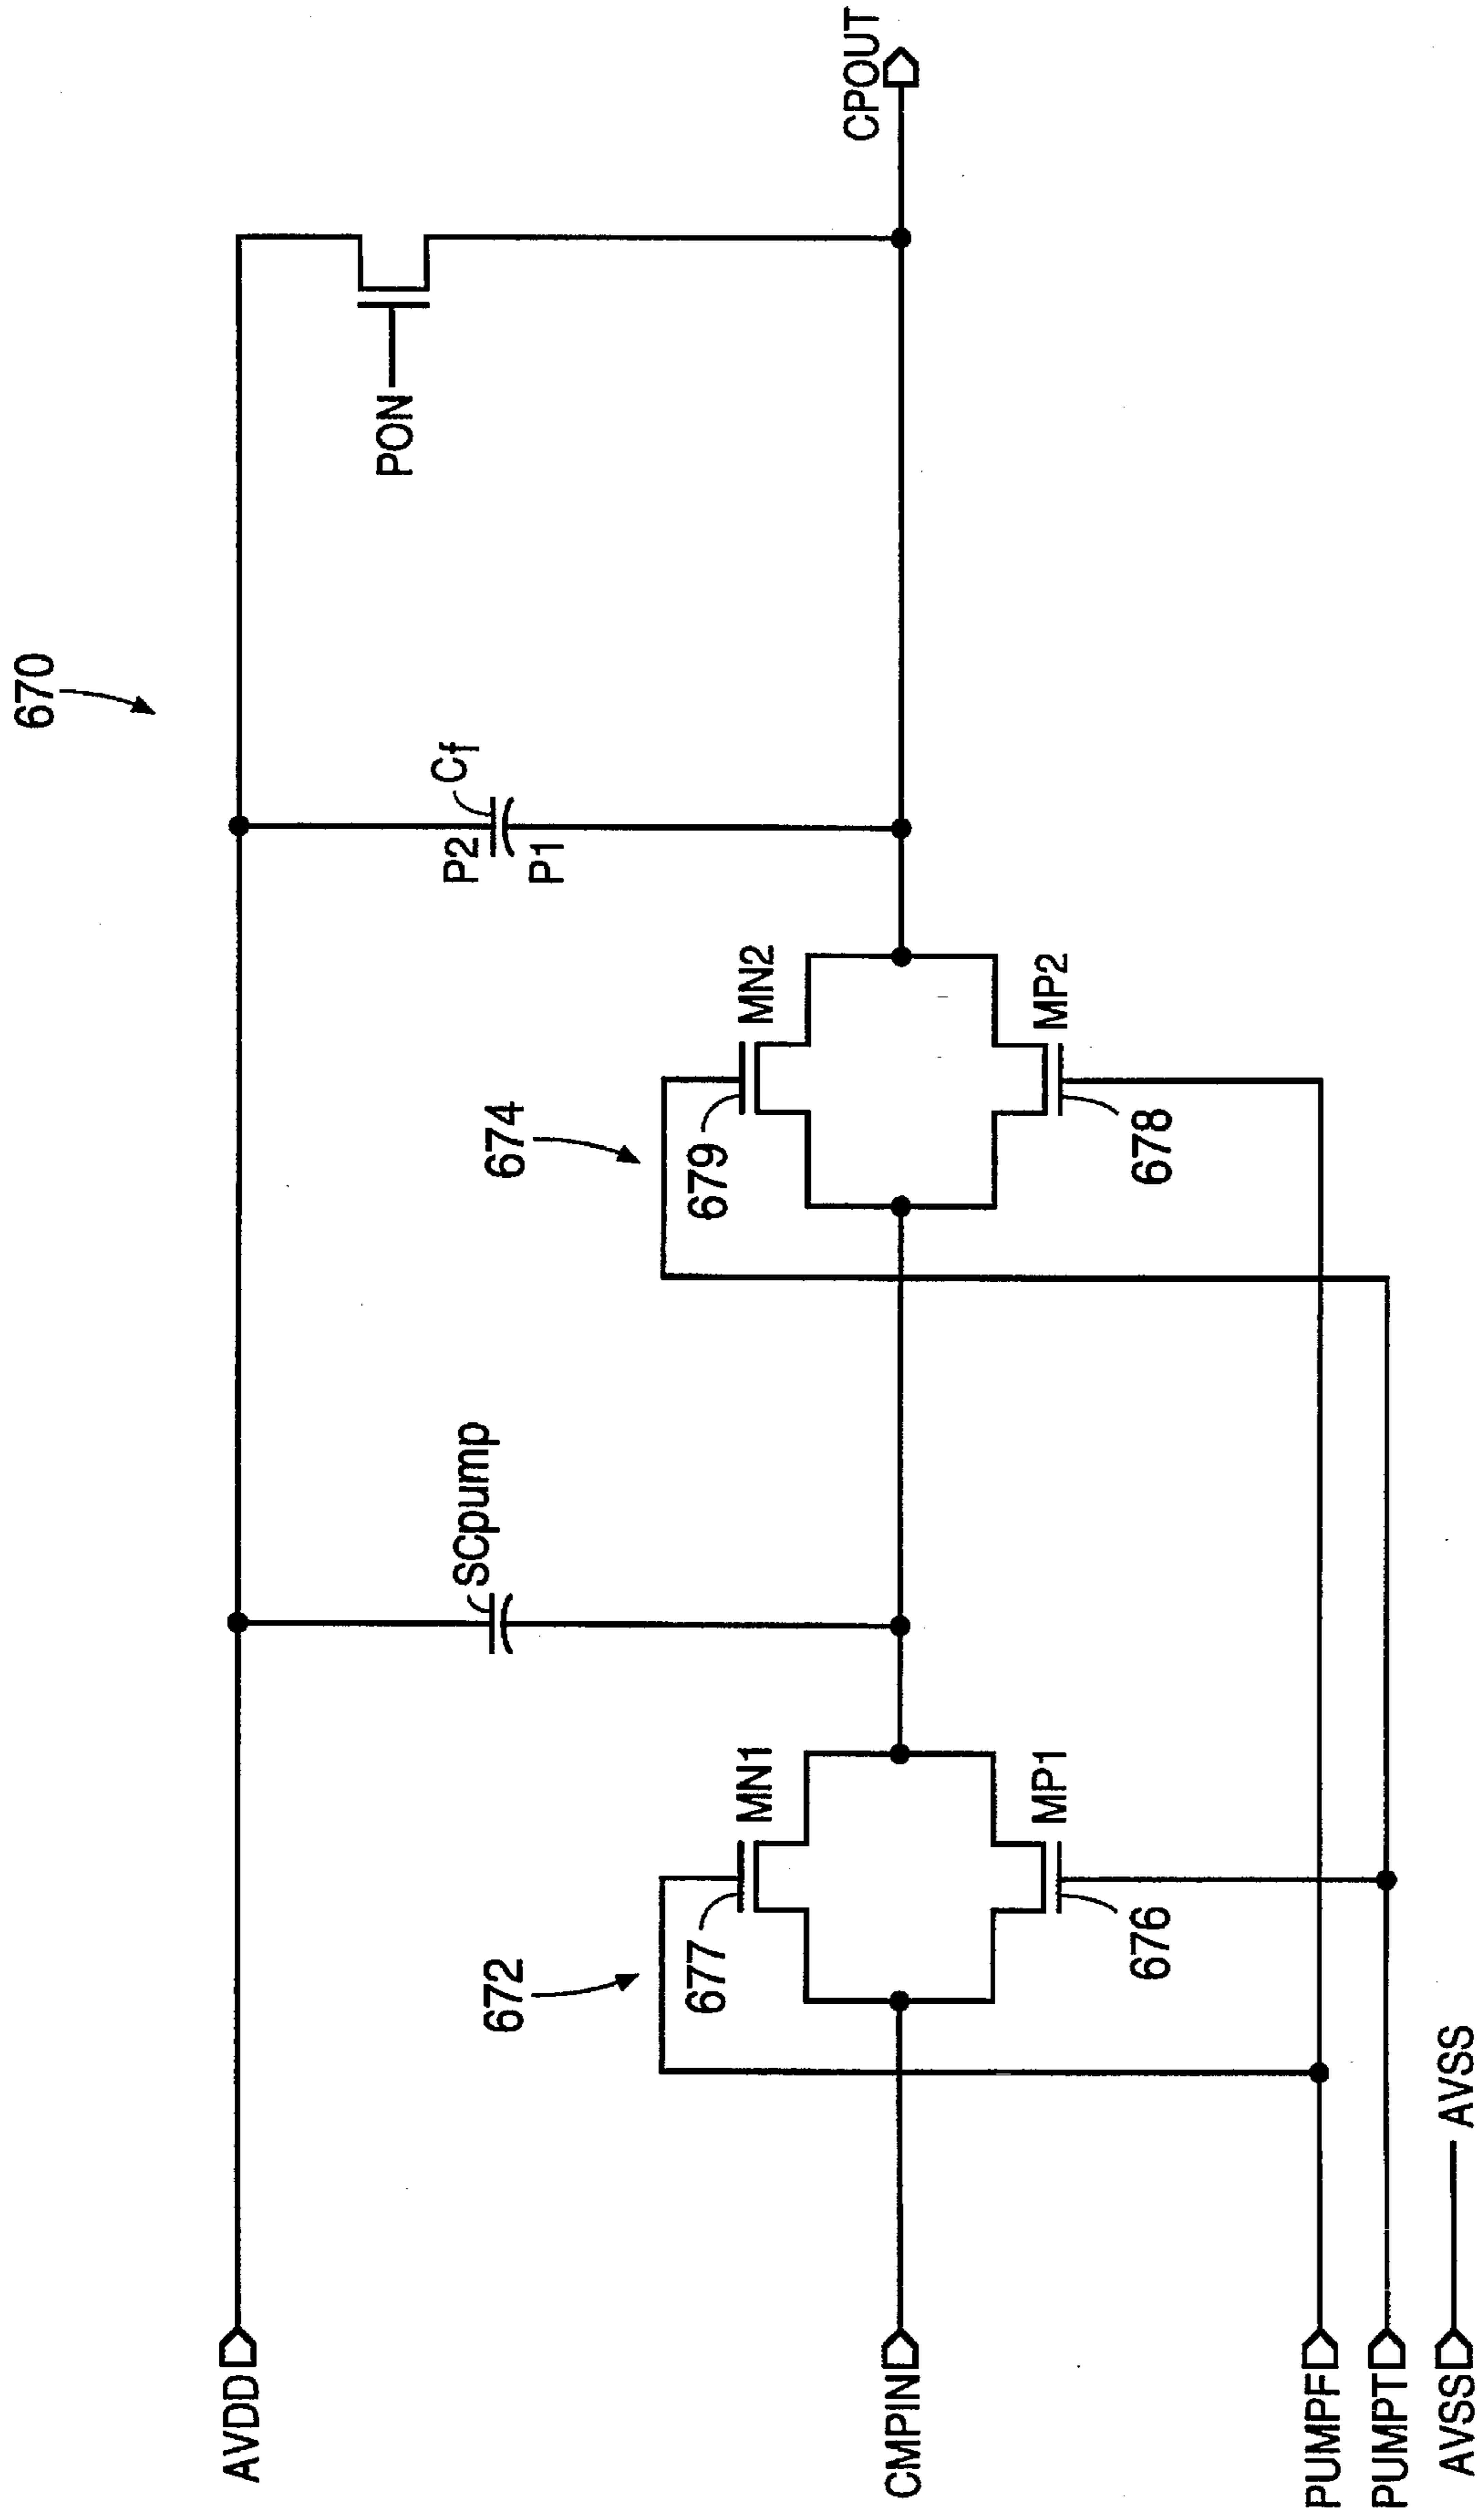 670
AVDD
PON
SCpump
Cf
P2
P1
672
674
677
MN1
679
MN2
CMPIN
CPOUT
676
MP1
678
MP2
PUMPF
PUMPT
AVSS
AVSS